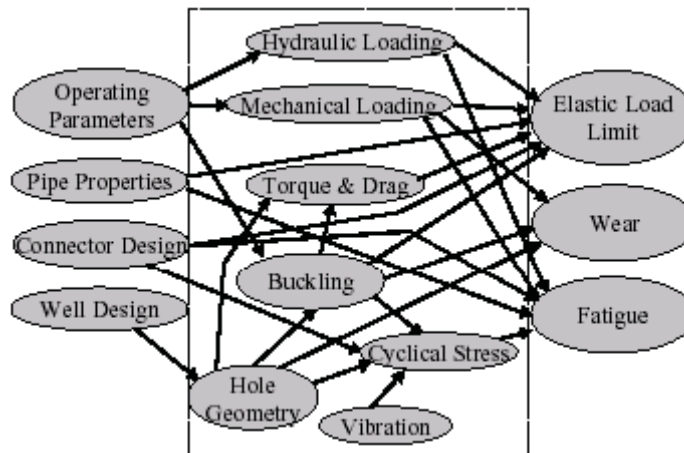 Hydraulic Loading
Operating
Parameters
Mechanical Loading
Elastic Load
Limit
Pipe Properties
Torque & Drag
Connector Design
Wear
Buckling
Well Design
Fatigue
Cyclical Stress
Hole
Geometry
Vibration